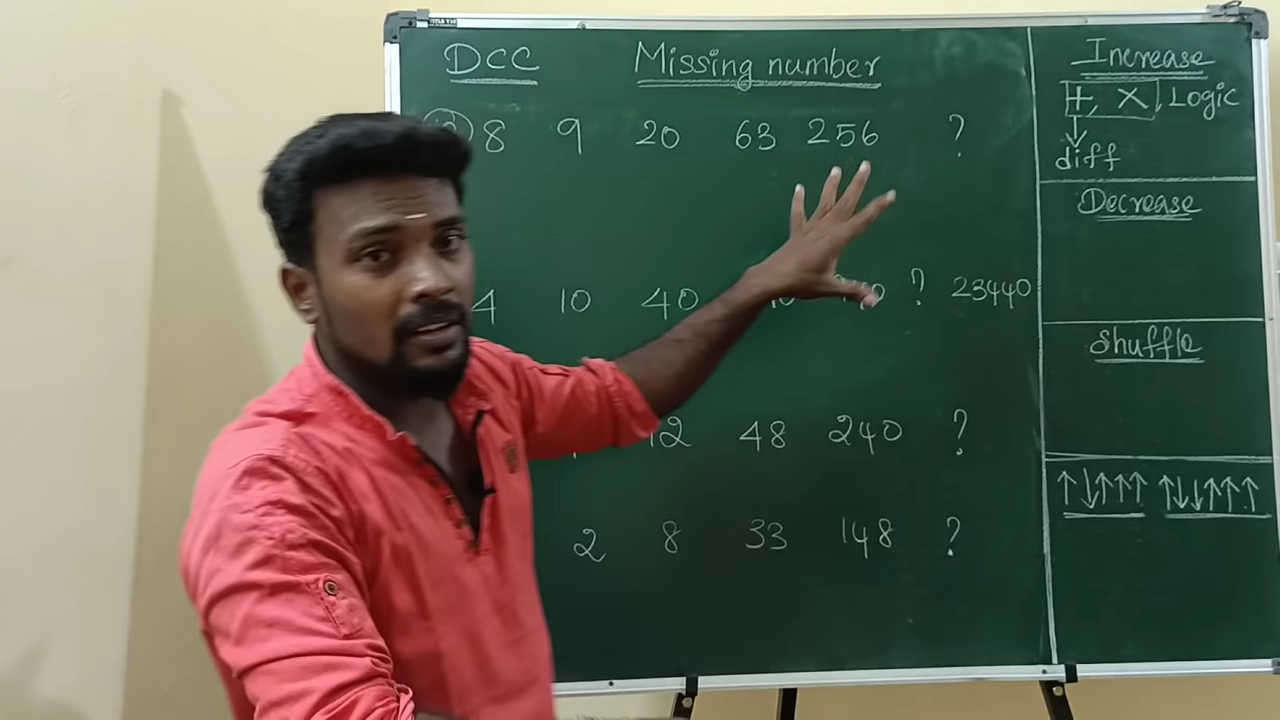 DCC Missing number
8 9 20 63 256 ?
4 10 40 ? 23440
12 48 240 ?
2 8 33 148 ?
Increase
+, × Logic
diff
Decrease
Shuffle
↑↓↑↑↑ ↑↓↓↑↑↑